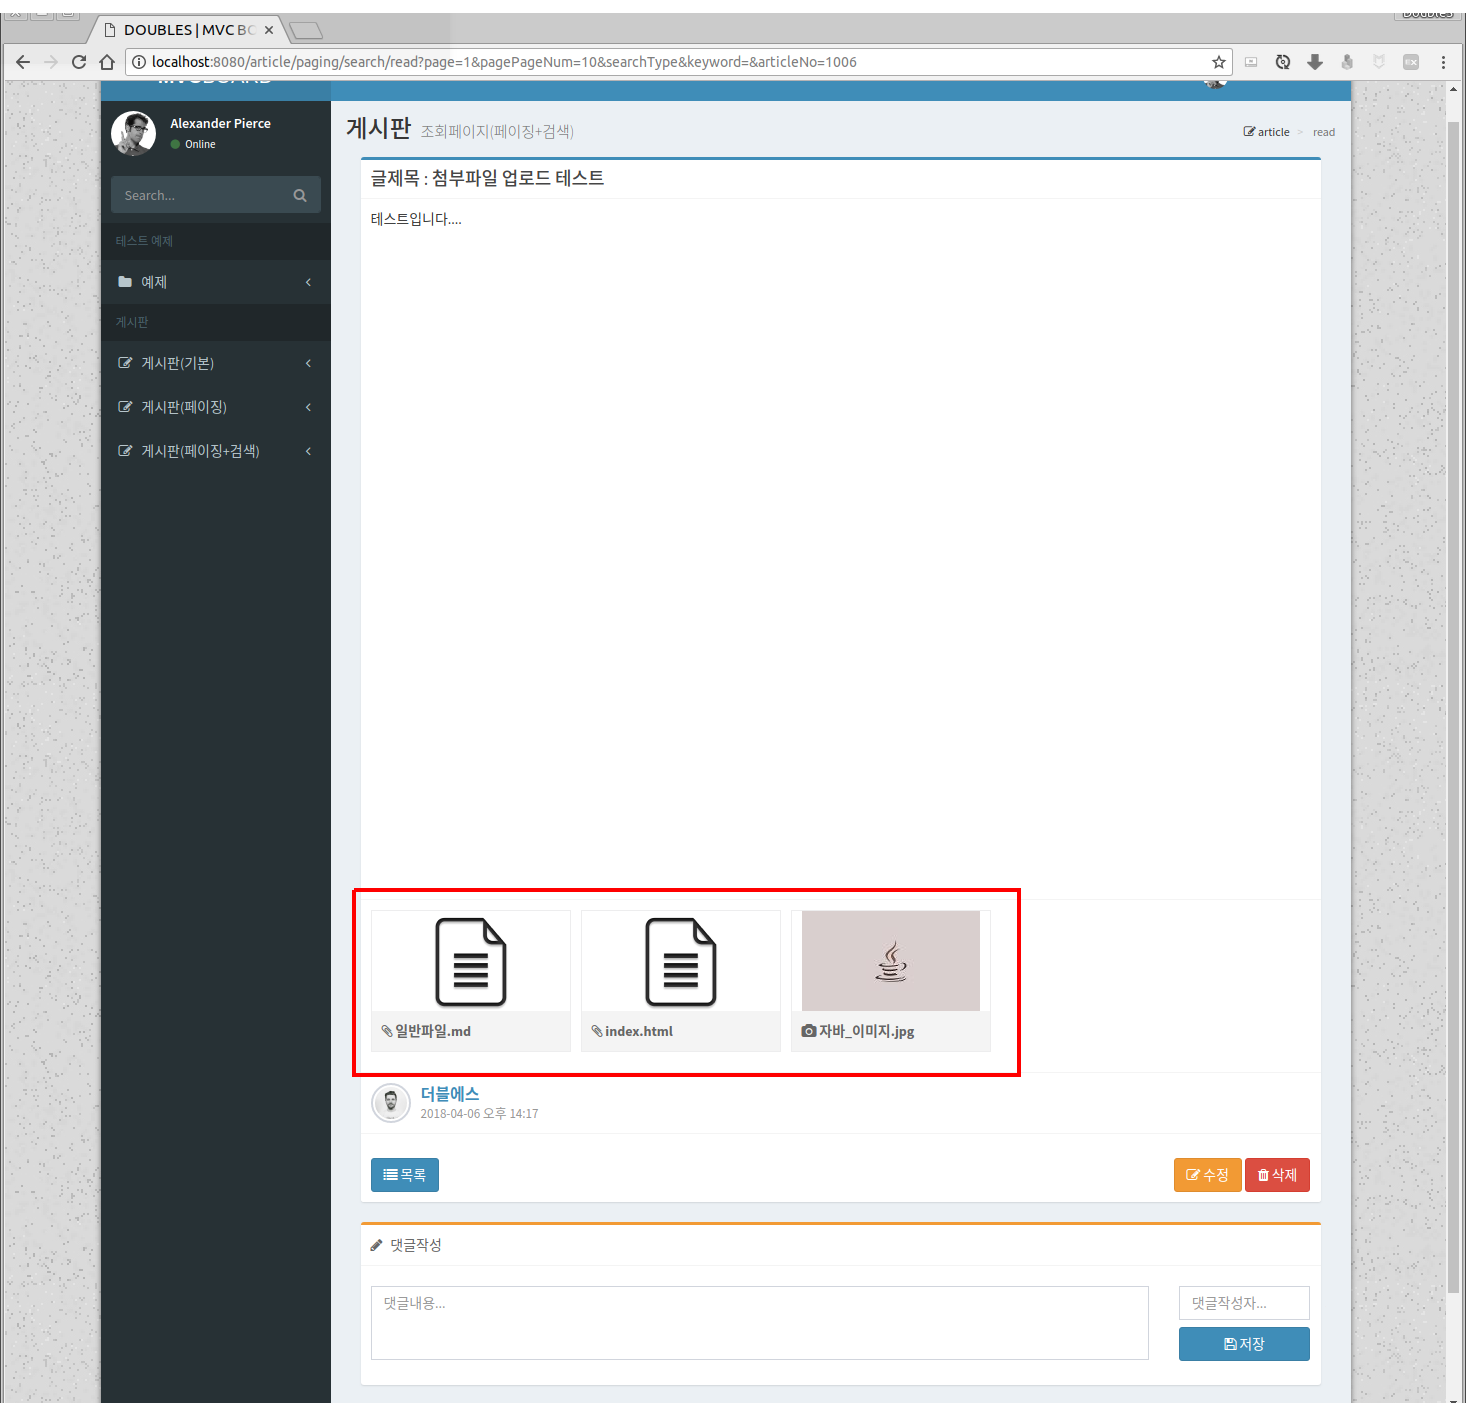 DOUBLES | MVC BO
localhost:8080/article/paging/search/read?page=1&pagePageNum=10&searchType&keyword=&articleNo=1006
Alexander Pierce
Online
Search...
테스트 예제
예제
게시판
게시판(기본)
게시판(페이징)
게시판(페이징+검색)
게시판 조회페이지(페이징+검색)
article > read
글제목 : 첨부파일 업로드 테스트
테스트입니다....
일반파일.md
index.html
자바_이미지.jpg
더블에스
2018-04-06 오후 14:17
목록
수정
삭제
댓글작성
댓글내용...
댓글작성자...
저장